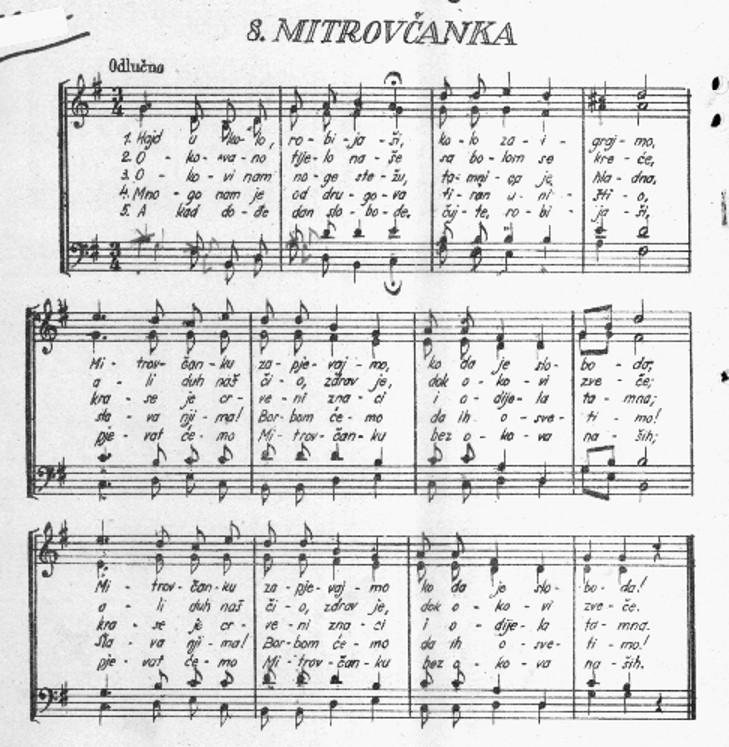 8. MITROVČANKA
Odlučno
1. Hajd u kolo, ro - bi - ja - ši, ko - lo za - i - graj - mo,
2. O - ko - va - no tije - lo na - še sa bo - lom se kre - će,
3. O - ko - vi nam no - ge ste - žu, ta - mni - ca je hla - dna,
4. Mno - go nam je od dru - go - va ti - ran u - ni - šti - o,
5. A kad do - đe dan slo - bo - de, čuj - te, ro - bi - ja - ši,
Mi - trov - čan - ku za - pje - vaj - mo, ko da je slo - bo - da;
a - li duh naš či - o, zdrav je, dok o - ko - vi zve - če;
kra - se je cr - ve - ni zna - ci i o - dije - la ta - mna;
sla - va nji - ma! Bor - bom će - mo da ih o - sve - ti - mo!
pje - vat će - mo Mi - trov - čan - ku bez o - ko - va na - ših;
Mi - trov - čan - ku za - pje - vaj - mo ko da je slo - bo - da!
a - li duh naš či - o, zdrav je, dok o - ko - vi zve - če.
kra - se je cr - ve - ni zna - ci i o - dije - la ta - mna.
Sla - va nji - ma! Bor - bom će - mo da ih o sve - ti - mo!
pje - vat će - mo Mi - trov - čan - ku bez o - ko - va na - ših.